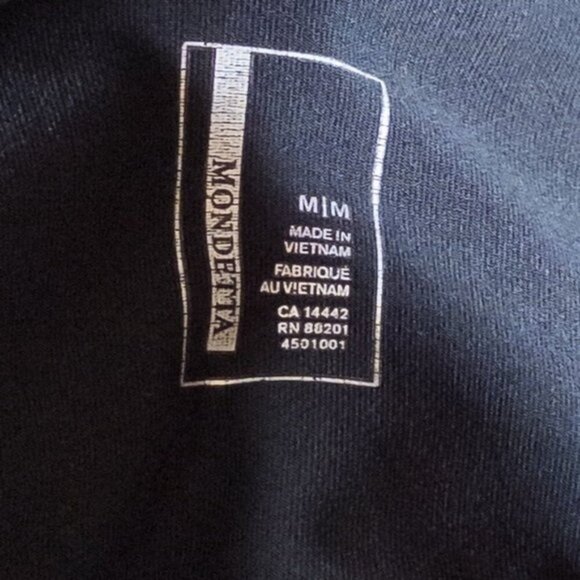 MONDETTA
M|M
MADE IN
VIETNAM
FABRIQUÉ
AU VIETNAM
CA 14442
RN 88201
4501001